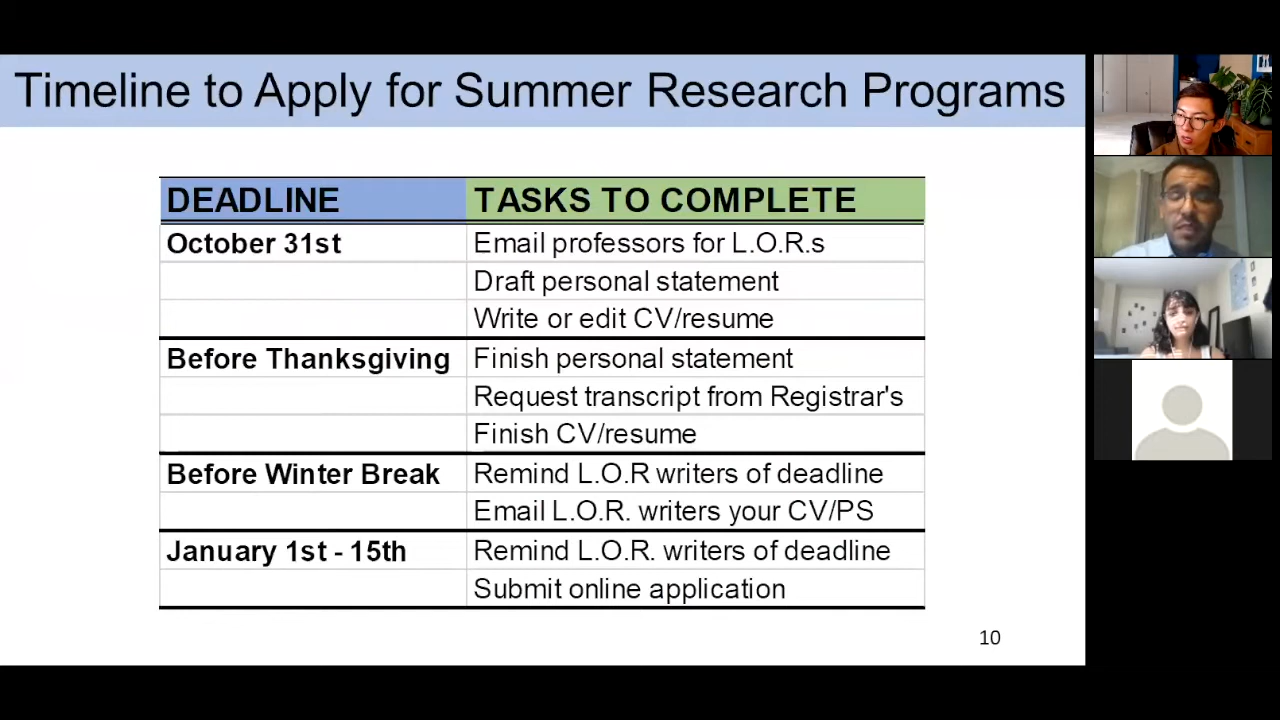 Timeline to Apply for Summer Research Programs
DEADLINE TASKS TO COMPLETE
October 31st Email professors for L.O.R.s
Draft personal statement
Write or edit CV/resume
Before Thanksgiving Finish personal statement
Request transcript from Registrar's
Finish CV/resume
Before Winter Break Remind L.O.R writers of deadline
Email L.O.R. writers your CV/PS
January 1st - 15th Remind L.O.R. writers of deadline
Submit online application
10